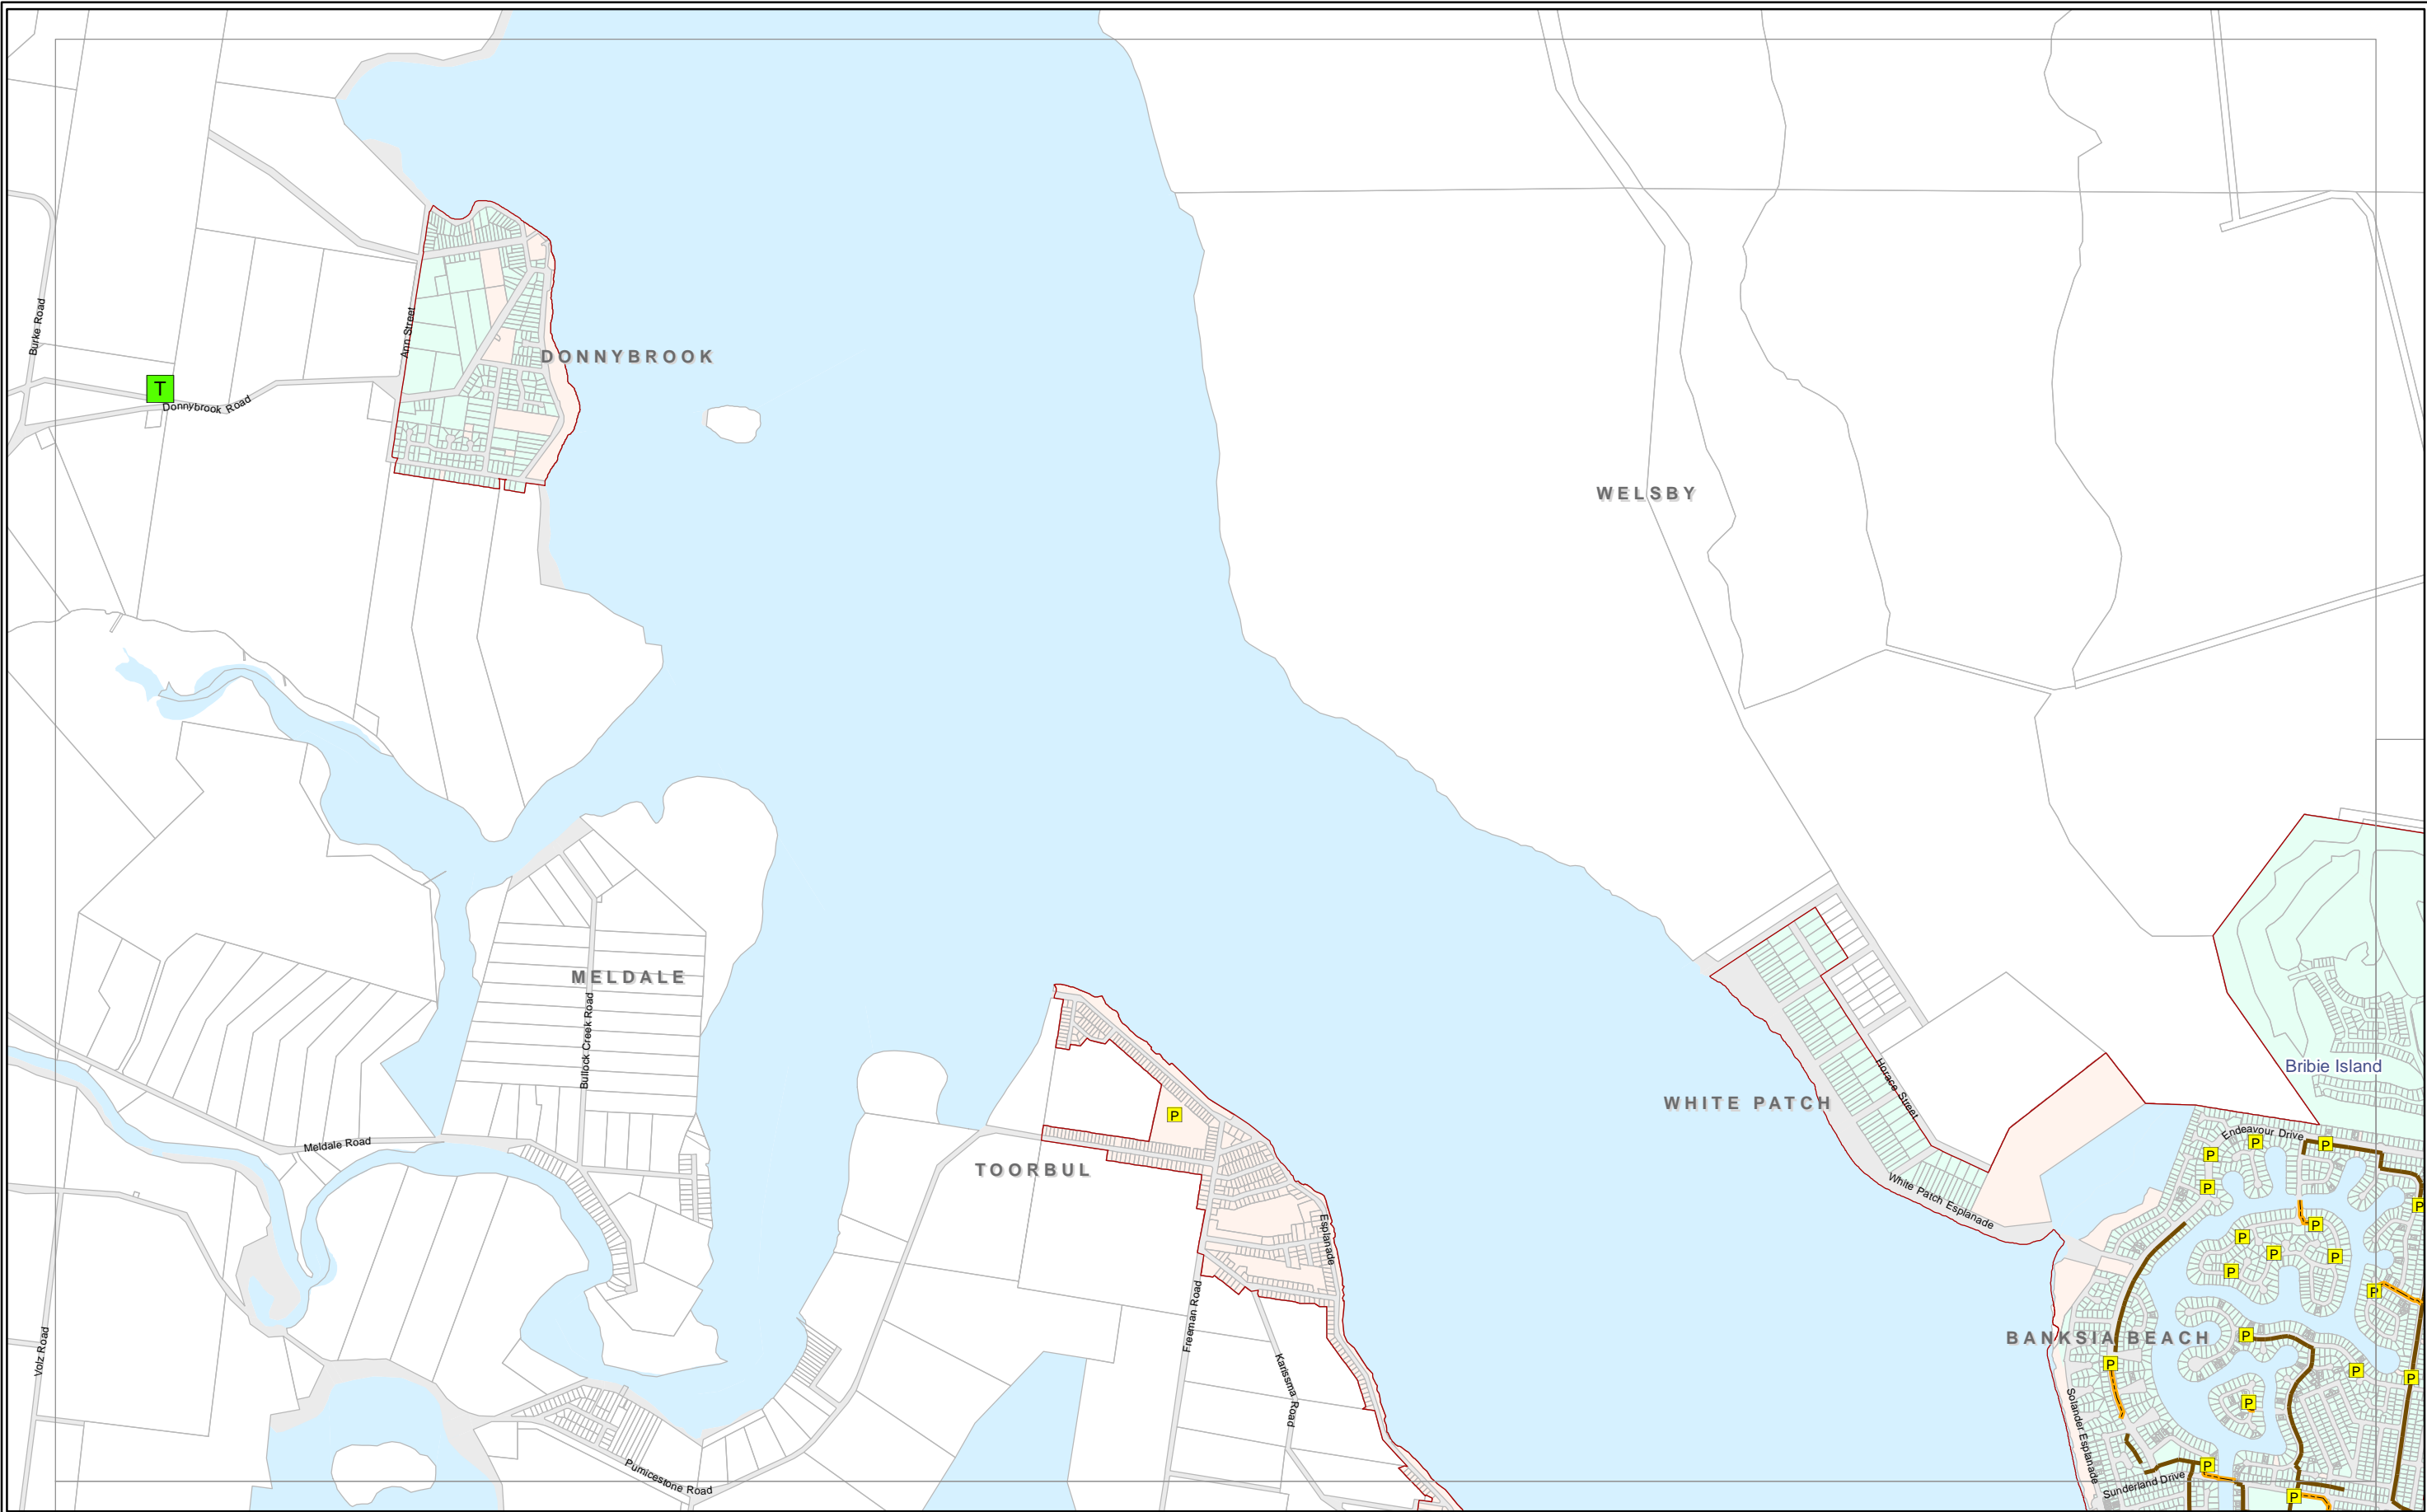 Burke Road
Ann Street
DONNYBROOK
T
Donnybrook Road
WELSBY
MELDALE
Bullock Creek Road
Bribie Island
WHITE PATCH
Horace Street
P
Endeavour Drive
P
P
P
Meldale Road
TOORBUL
White Patch Esplanade
P
P
P
Esplanade
P
P
P
P
Freeman Road
P
Volz Road
BANKSIA BEACH
P
Karissma Road
P
P
P
Solander Esplanade
P
P
Pumicestone Road
Sunderland Drive
P